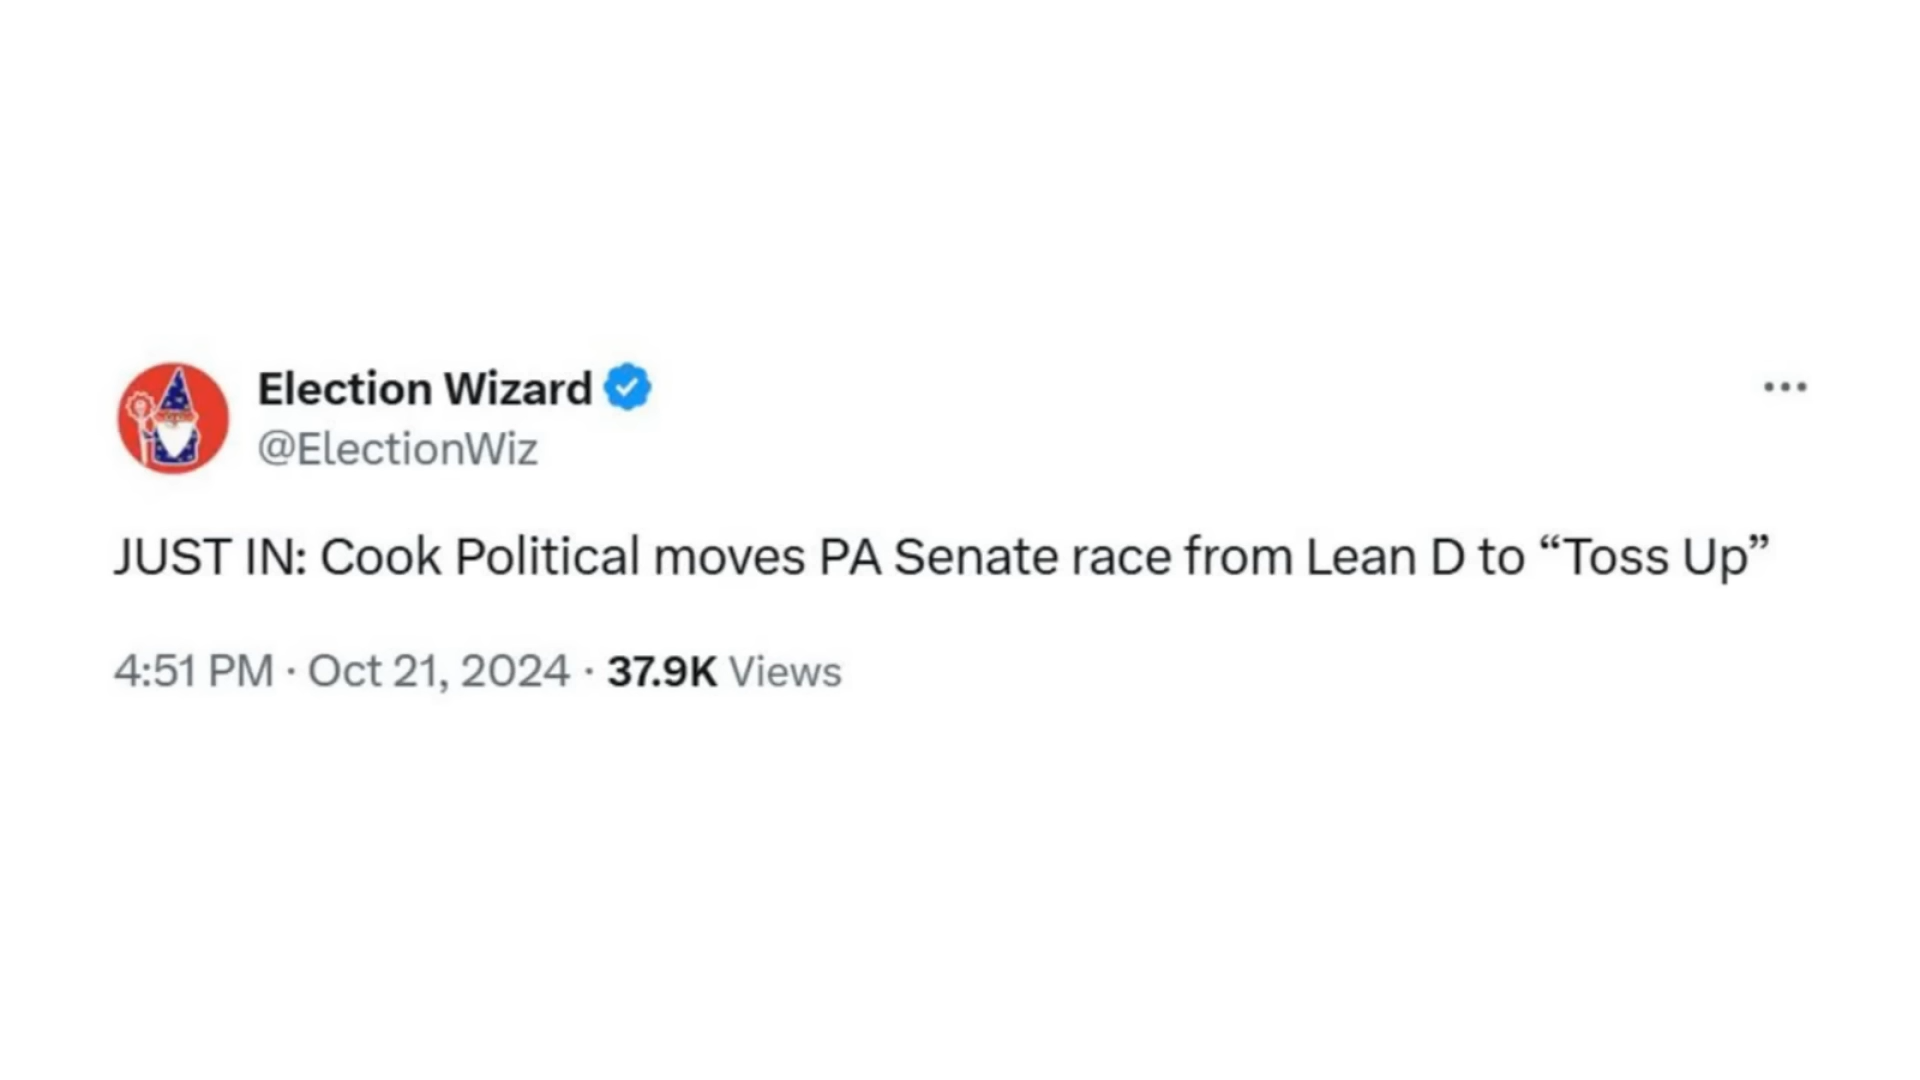 Election Wizard
@ElectionWiz
JUST IN: Cook Political moves PA Senate race from Lean D to “Toss Up”
4:51 PM · Oct 21, 2024 · 37.9K Views